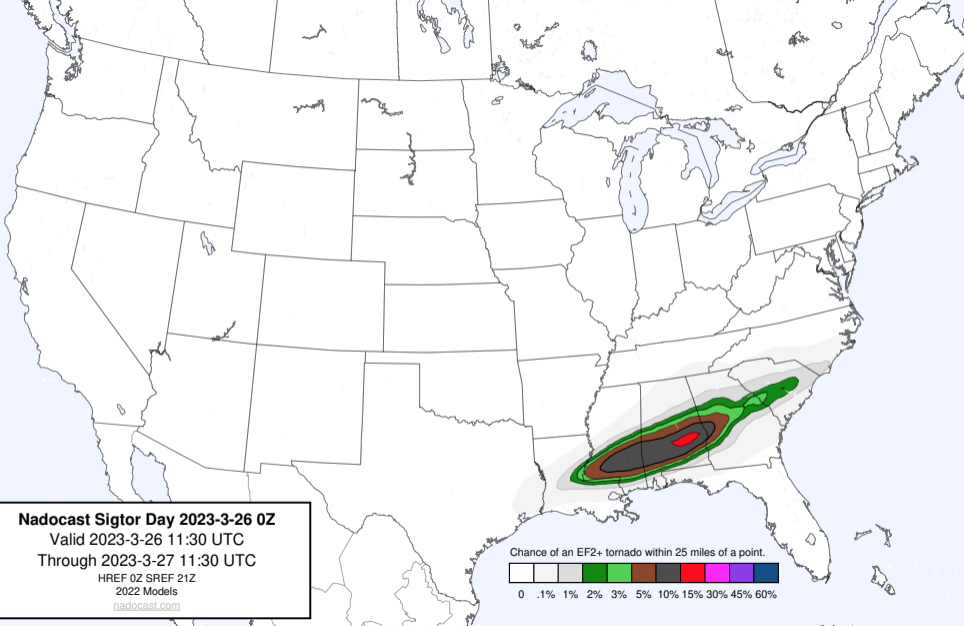 Nadocast Sigtor Day 2023-3-26 0Z
Valid 2023-3-26 11:30 UTC
Through 2023-3-27 11:30 UTC
HREF 0Z SREF 21Z
2022 Models
nadocast.com
Chance of an EF2+ tornado within 25 miles of a point.
0 .1% 1% 2% 3% 5% 10% 15% 30% 45% 60%